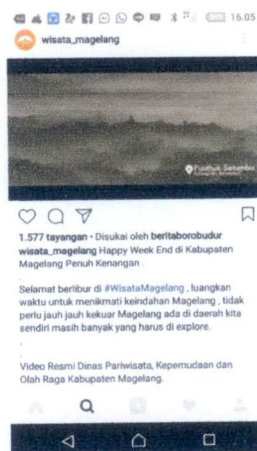 16.05
wisata_magelang
Punthuk Setumbu
1.577 tayangan • Disukai oleh beritaborobudur
wisata_magelang Happy Week End di Kabupaten
Magelang Penuh Kenangan .
.
Selamat berlibur di #WisataMagelang , luangkan
waktu untuk menikmati keindahan Magelang , tidak
perlu jauh jauh kekuar Magelang ada di daerah kita
sendiri masih banyak yang harus di explore.
.
.
Video Resmi Dinas Pariwisata, Kepemudaan dan
Olah Raga Kabupaten Magelang.